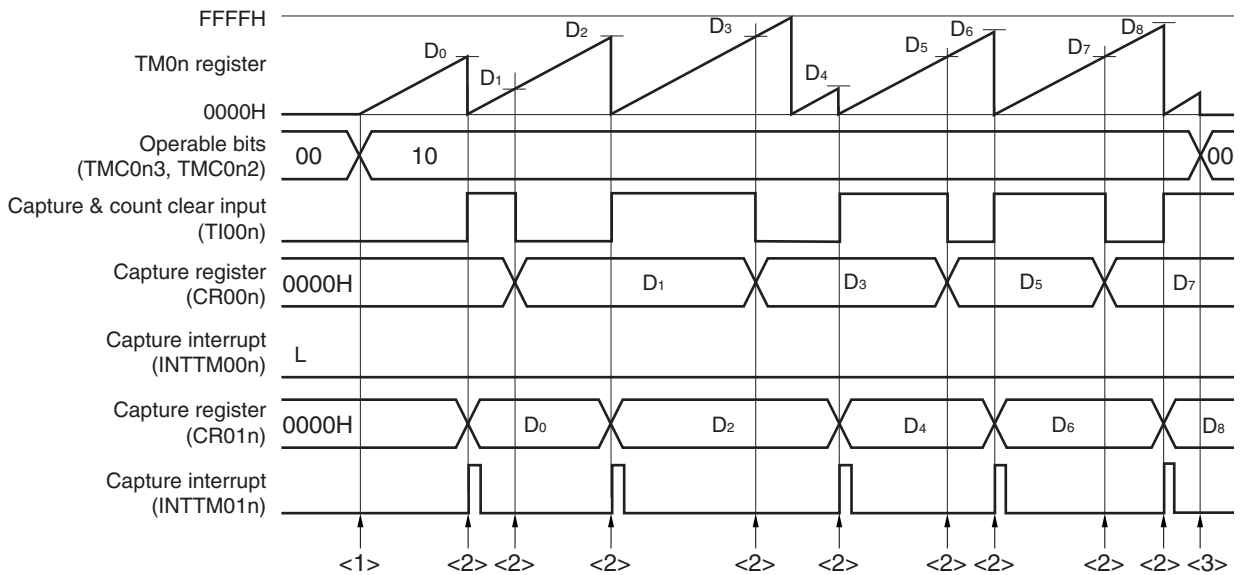 FFFFH
TM0n register
0000H
D0 D1 D2 D3 D4 D5 D6 D7 D8
Operable bits
(TMC0n3, TMC0n2)
00 10 00
Capture & count clear input
(TI00n)
Capture register
(CR00n)
0000H D1 D3 D5 D7
Capture interrupt
(INTTM00n)
L
Capture register
(CR01n)
0000H D0 D2 D4 D6 D8
Capture interrupt
(INTTM01n)
<1> <2> <2> <2> <2> <2> <2> <2> <2> <2> <3>